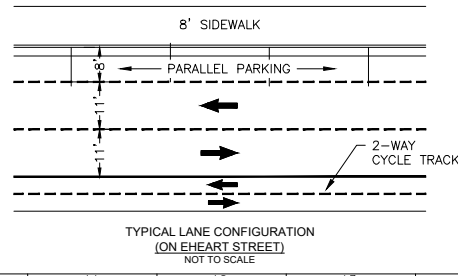 8' SIDEWALK
8'
PARALLEL PARKING
11'
11'
2-WAY
CYCLE TRACK
TYPICAL LANE CONFIGURATION
(ON EHEART STREET)
NOT TO SCALE